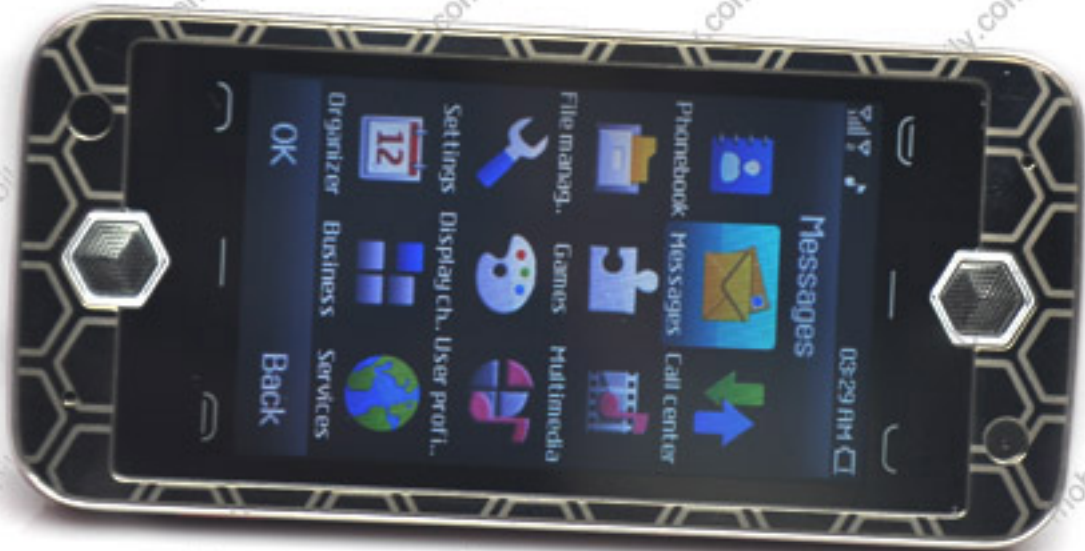 03:29 AM
Messages
Phonebook Messages Call center
File manag.. Games Multimedia
Settings Display ch.. User profi..
12
Organizer Business Services
OK Back